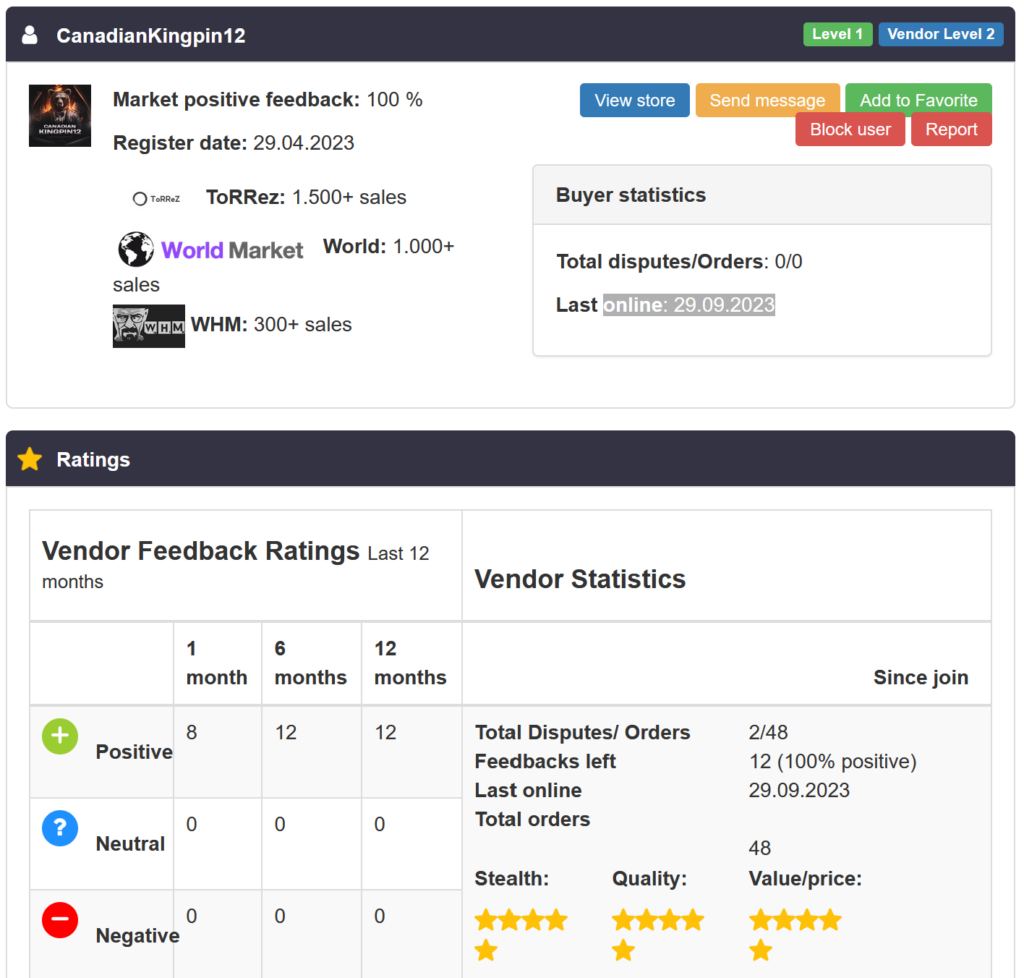 CanadianKingpin12
Level 1
Vendor Level 2
CANADIAN
KINGPIN12
Market positive feedback: 100 %
Register date: 29.04.2023
View store
Send message
Add to Favorite
Block user
Report
ToRReZ
ToRRez: 1.500+ sales
World Market
World: 1.000+
sales
WHM
WHM: 300+ sales
Buyer statistics
Total disputes/Orders: 0/0
Last online: 29.09.2023
Ratings
Vendor Feedback Ratings Last 12
months
Vendor Statistics
1
month
6
months
12
months
Since join
Positive
8
12
12
Neutral
0
0
0
Negative
0
0
0
Total Disputes/ Orders
2/48
Feedbacks left
12 (100% positive)
Last online
29.09.2023
Total orders
48
Stealth:
Quality:
Value/price: